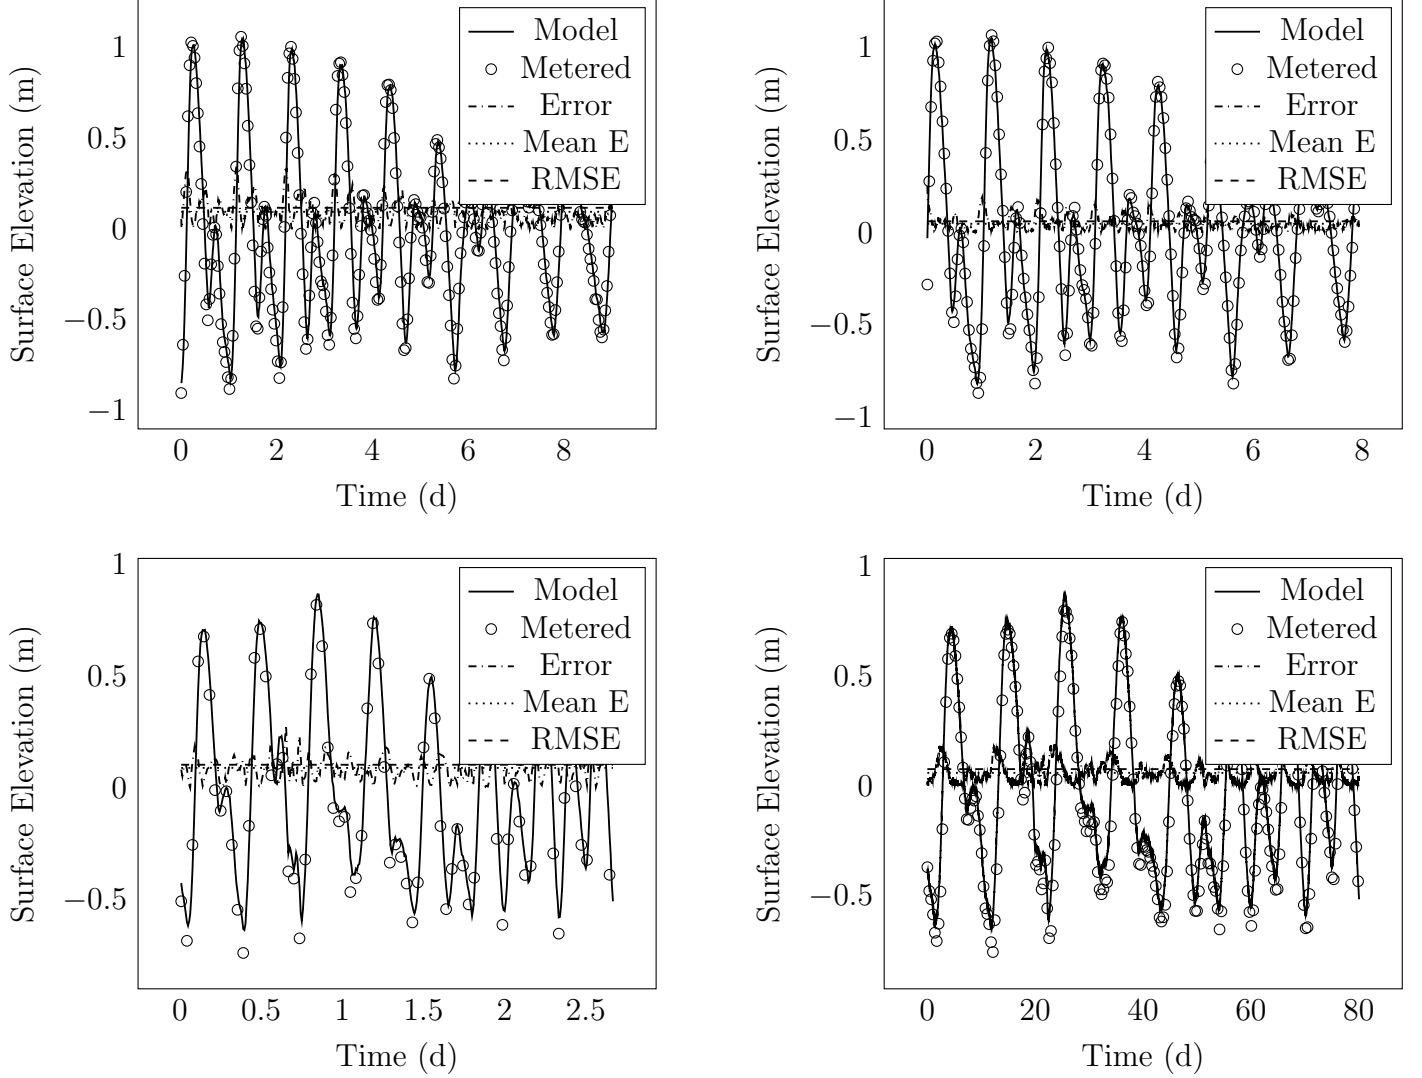 1
0.5
0
−0.5
−1
Surface Elevation (m)
Model
Metered
Error
Mean E
RMSE
0 2 4 6 8
Time (d)
1
0.5
0
−0.5
−1
Surface Elevation (m)
Model
Metered
Error
Mean E
RMSE
0 2 4 6 8
Time (d)
1
0.5
0
−0.5
Surface Elevation (m)
Model
Metered
Error
Mean E
RMSE
0 0.5 1 1.5 2 2.5
Time (d)
1
0.5
0
−0.5
Surface Elevation (m)
Model
Metered
Error
Mean E
RMSE
0 20 40 60 80
Time (d)